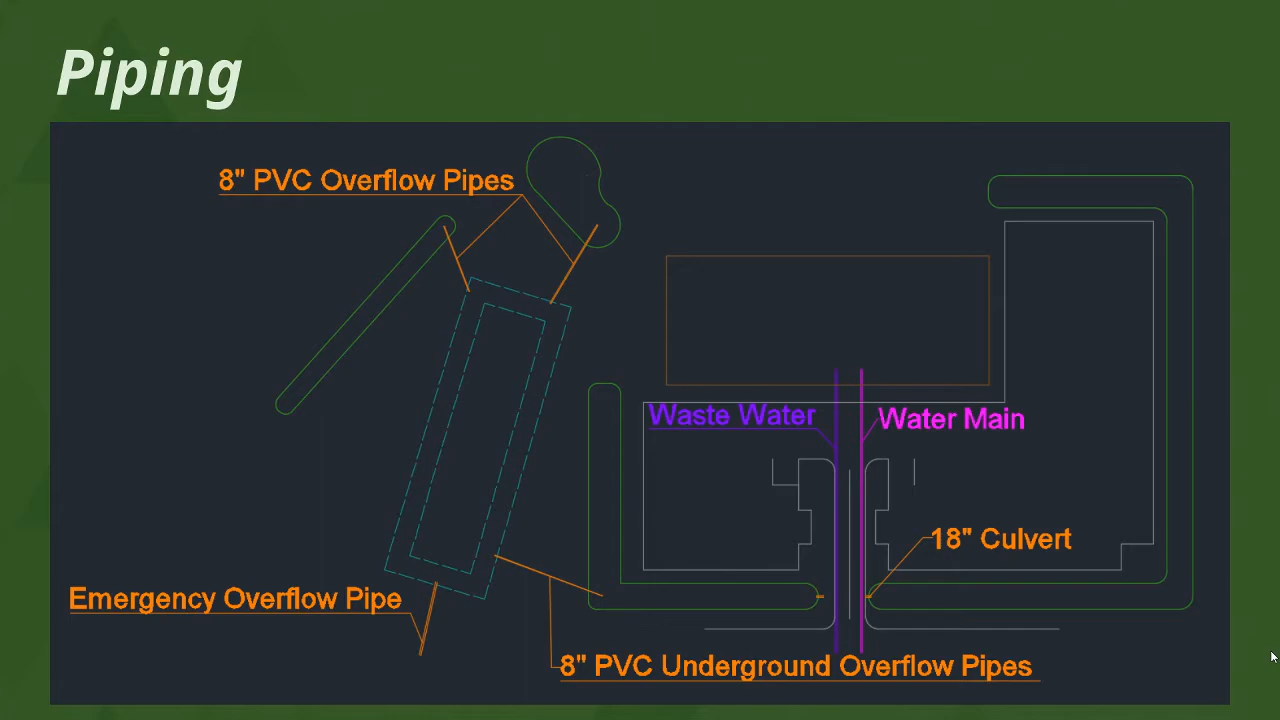 Piping
8" PVC Overflow Pipes
Waste Water
Water Main
18" Culvert
Emergency Overflow Pipe
8" PVC Underground Overflow Pipes